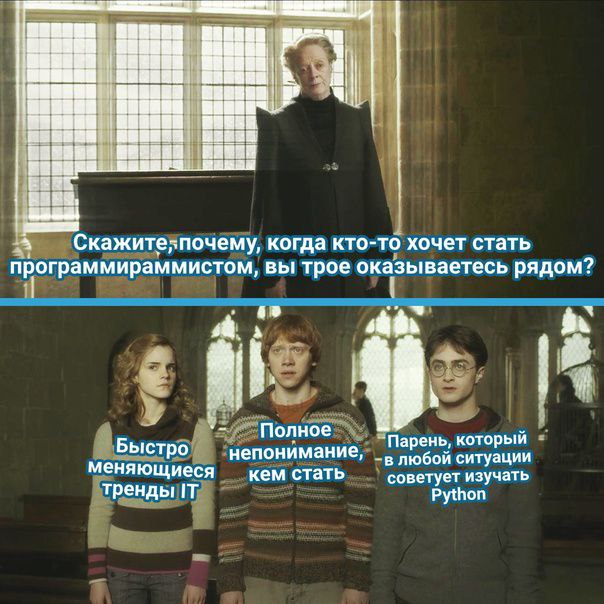 Скажите, почему, когда кто-то хочет стать
программираммистом, вы трое оказываетесь рядом?
Быстро
меняющиеся
тренды IT
Полное
непонимание,
кем стать
Парень, который
в любой ситуации
советует изучать
Python